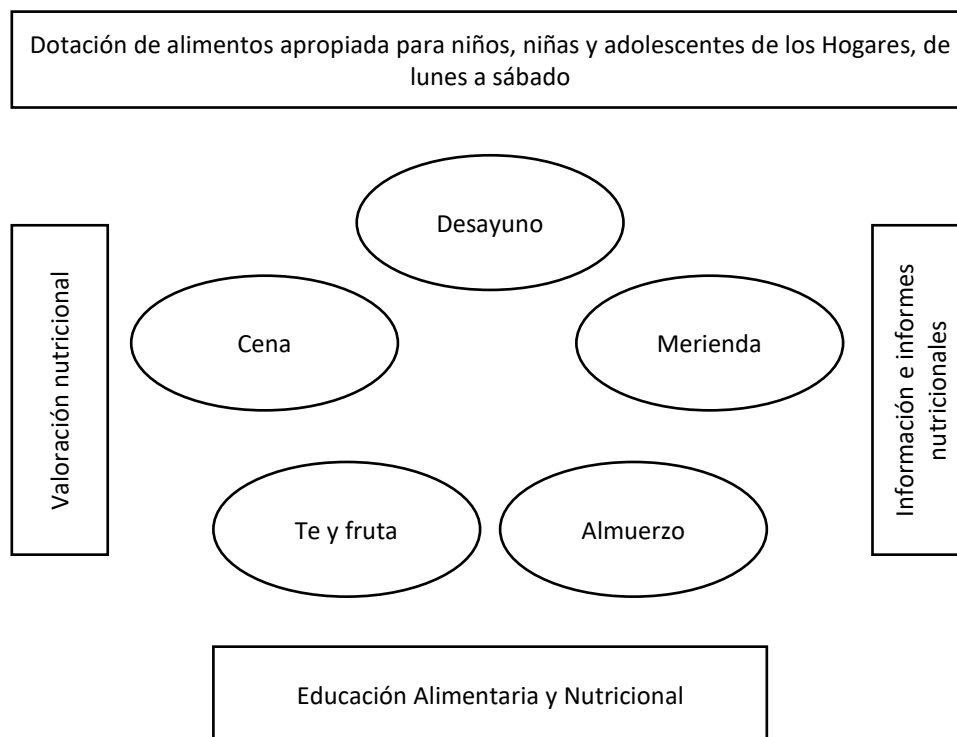 Dotación de alimentos apropiada para niños, niñas y adolescentes de los Hogares, de
lunes a sábado
Desayuno
Valoración nutricional
Cena
Merienda
Información e informes
nutricionales
Te y fruta
Almuerzo
Educación Alimentaria y Nutricional